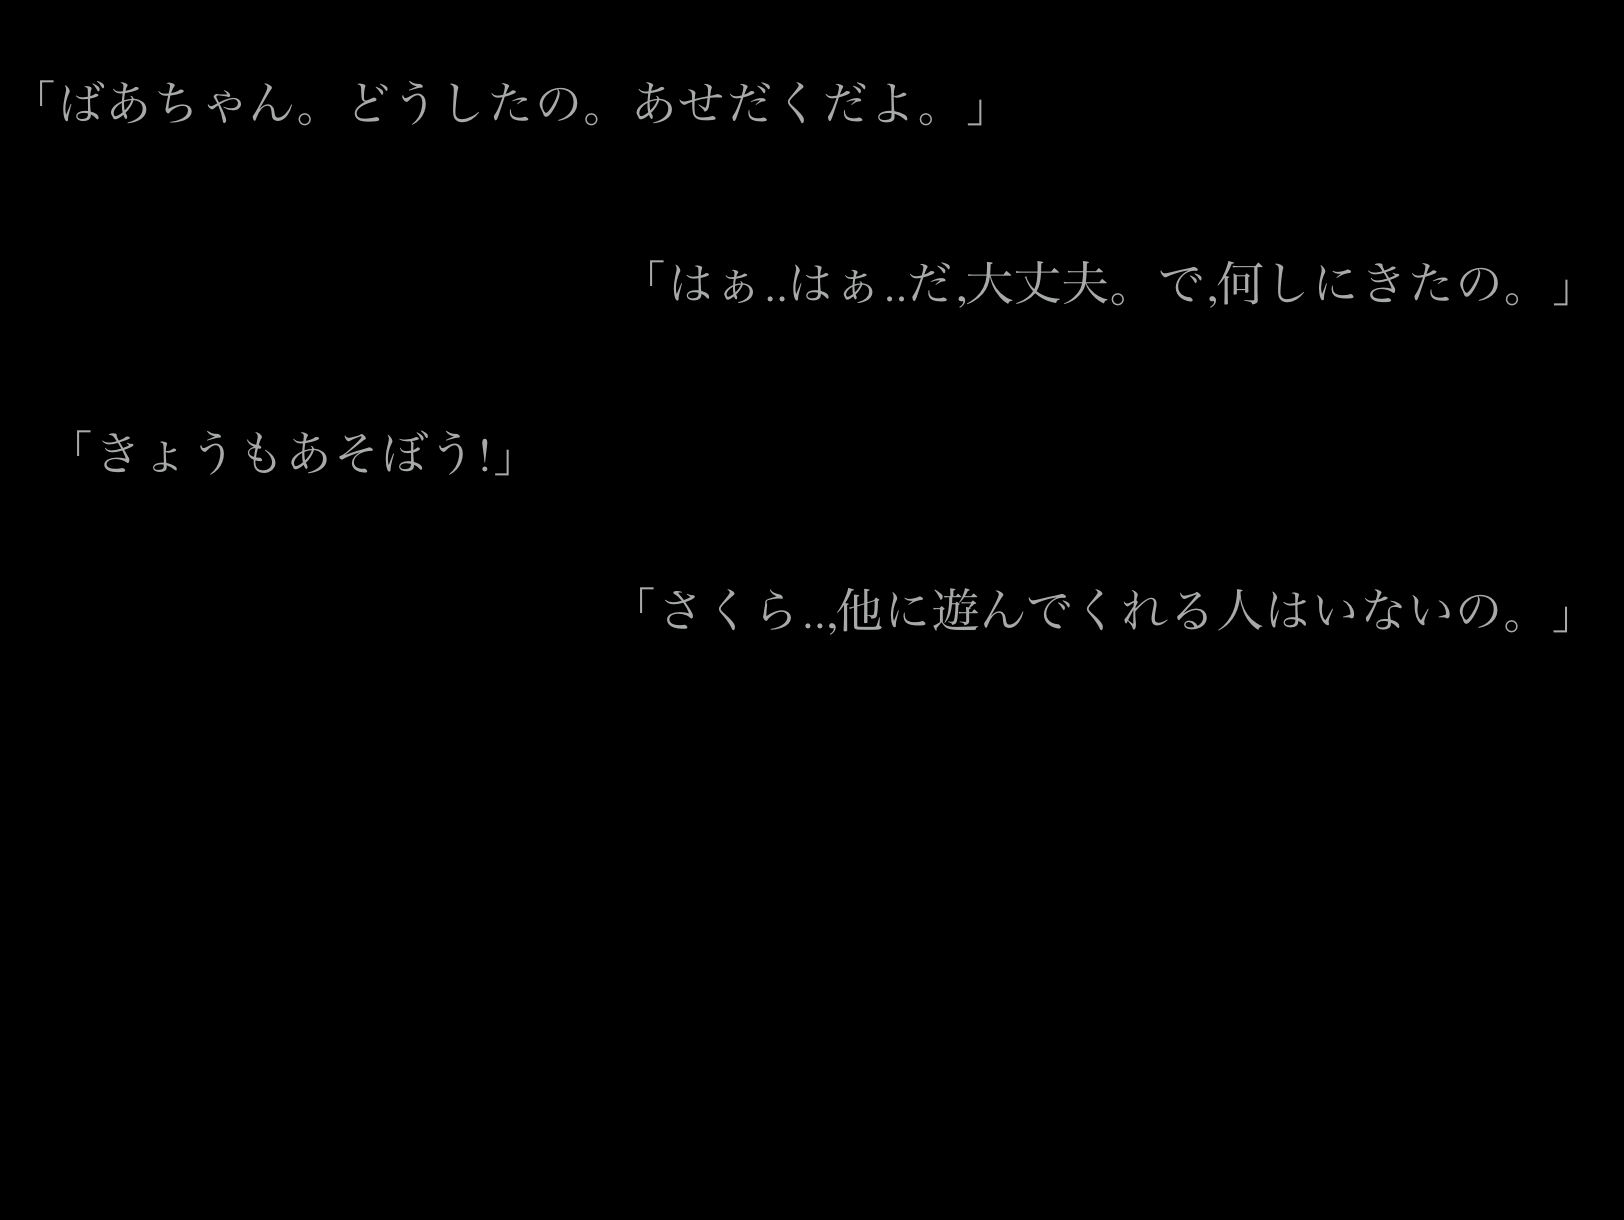 「ばあちゃん。どうしたの。あせだくだよ。」
「はぁ..はぁ..だ,大丈夫。で,何しにきたの。」
「きょうもあそぼう!」
「さくら..,他に遊んでくれる人はいないの。」